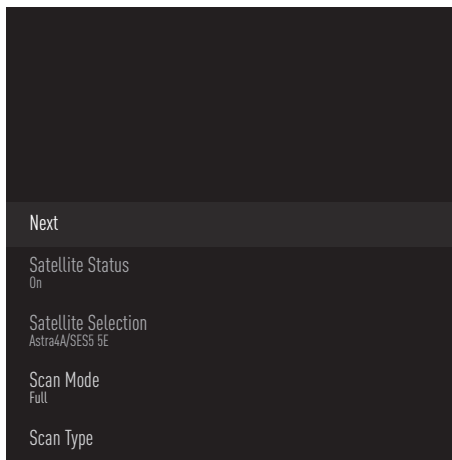 Next
Satellite Status
On
Satellite Selection
Astra4A/SES5 5E
Scan Mode
Full
Scan Type